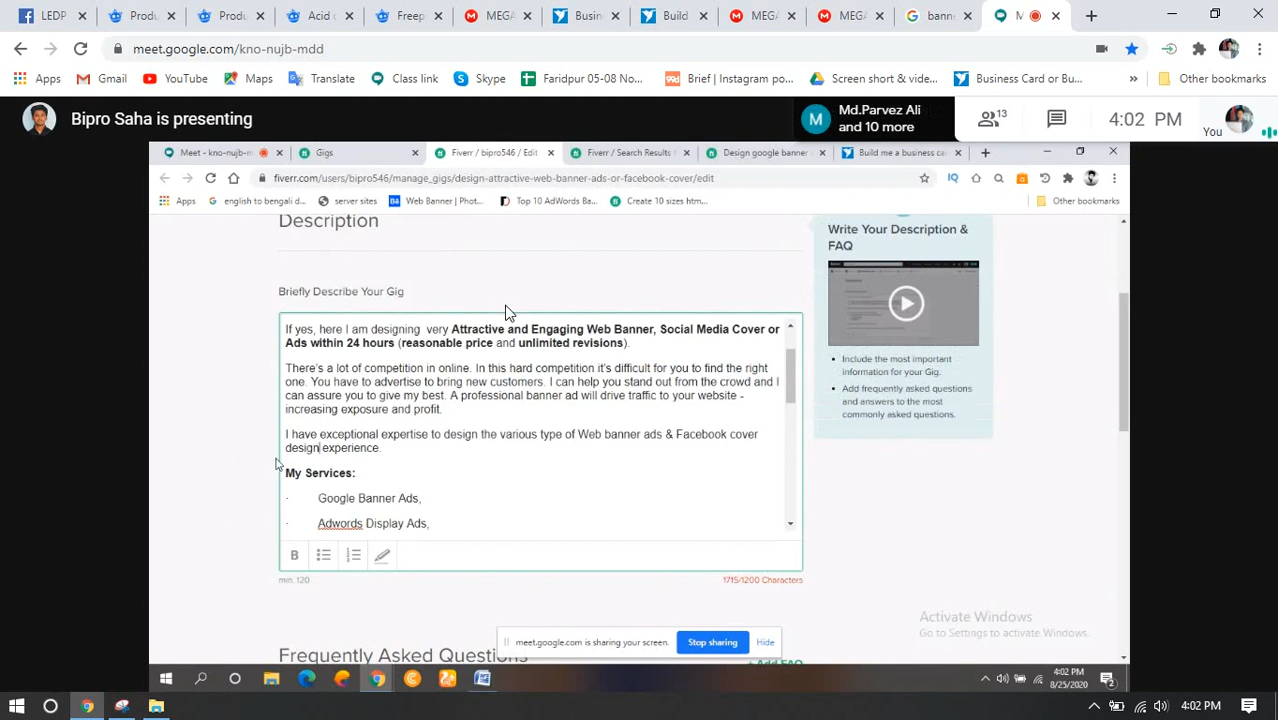 LEDP
Produ
Produ
Acid c
Freep
MEGA
Busin
Build
MEGA
MEGA
bann
M
meet.google.com/kno-nujb-mdd
Apps
Gmail
YouTube
Maps
Translate
Class link
Skype
Faridpur 05-08 No...
Brief | Instagram po...
Screen short & vide...
Business Card or Bu...
»
Other bookmarks
Bipro Saha is presenting
M
Md.Parvez Ali
and 10 more
13
4:02 PM
You
Meet - kno-nujb-m
Gigs
Fiverr / bipro546 / Edit
Fiverr / Search Results
Design google banner
Build me a business ca
fiverr.com/users/bipro546/manage_gigs/design-attractive-web-banner-ads-or-facebook-cover/edit
Apps
english to bengali d...
server sites
Web Banner | Phot...
Top 10 AdWords Ba...
Create 10 sizes htm...
Other bookmarks
Description
Briefly Describe Your Gig
If yes, here I am designing very Attractive and Engaging Web Banner, Social Media Cover or
Ads within 24 hours (reasonable price and unlimited revisions).
There's a lot of competition in online. In this hard competition it's difficult for you to find the right
one. You have to advertise to bring new customers. I can help you stand out from the crowd and I
can assure you to give my best. A professional banner ad will drive traffic to your website -
increasing exposure and profit.
I have exceptional expertise to design the various type of Web banner ads & Facebook cover
design experience.
My Services:
· Google Banner Ads,
· Adwords Display Ads,
B
min. 120
1715/1200 Characters
Write Your Description &
FAQ
Include the most important
information for your Gig.
Add frequently asked questions
and answers to the most
commonly asked questions.
Activate Windows
Go to Settings to activate Windows.
meet.google.com is sharing your screen.
Stop sharing
Hide
Frequently Asked Questions
+ Add FAQ
4:02 PM
8/25/2020
2
4:02 PM